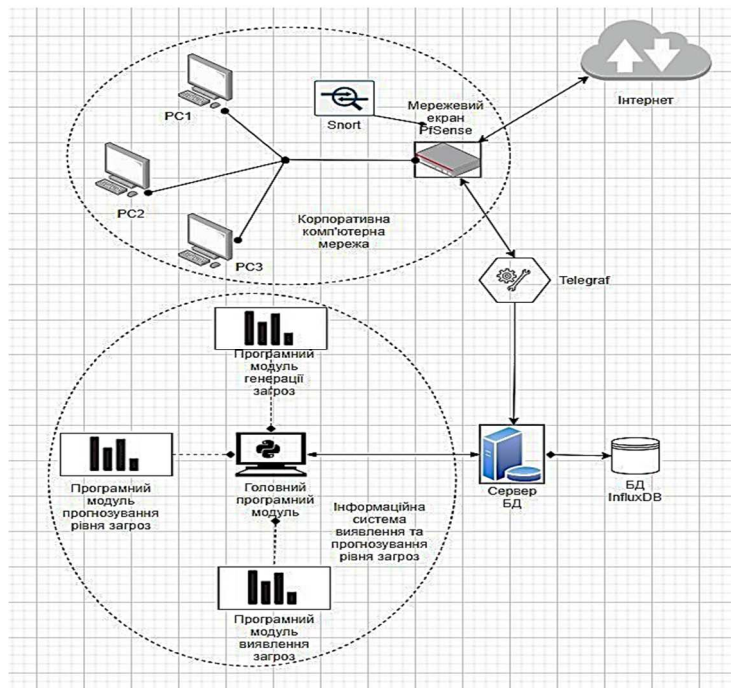 PC1
PC2
PC3
Snort
Мережевий
екран
PfSense
Інтернет
Корпоративна
комп'ютерна
мережа
Telegraf
Програмний
модуль
генерації
загроз
Програмний
модуль
прогнозування
рівня загроз
Головний
програмний
модуль
Інформаційна
система
виявлення та
прогнозування
рівня загроз
Програмний
модуль
виявлення
загроз
Сервер
БД
БД
InfluxDB